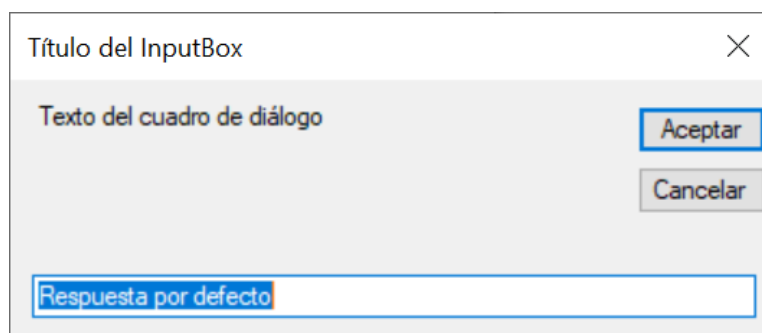 Título del InputBox
Texto del cuadro de diálogo
Aceptar
Cancelar
Respuesta por defecto